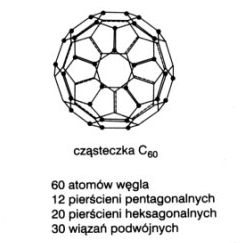 cząsteczka C₆₀
60 atomów węgla
12 pierścieni pentagonalnych
20 pierścieni heksagonalnych
30 wiązań podwójnych